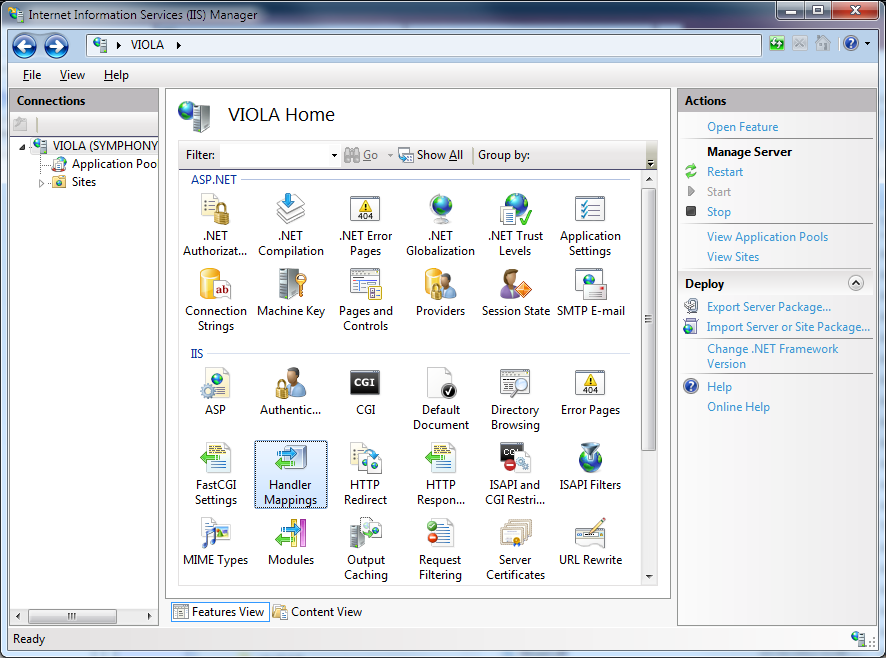 Internet Information Services (IIS) Manager
VIOLA
File View Help
Connections
VIOLA (SYMPHONY
Application Poo
Sites
VIOLA Home
Filter: Go Show All Group by:
ASP.NET
.NET Authorizat...
.NET Compilation
.NET Error Pages
.NET Globalization
.NET Trust Levels
Application Settings
Connection Strings
Machine Key
Pages and Controls
Providers
Session State
SMTP E-mail
IIS
ASP
Authentic...
CGI
Default Document
Directory Browsing
Error Pages
FastCGI Settings
Handler Mappings
HTTP Redirect
HTTP Respon...
ISAPI and CGI Restri...
ISAPI Filters
MIME Types
Modules
Output Caching
Request Filtering
Server Certificates
URL Rewrite
Features View Content View
Actions
Open Feature
Manage Server
Restart
Start
Stop
View Application Pools
View Sites
Deploy
Export Server Package...
Import Server or Site Package...
Change .NET Framework
Version
Help
Online Help
Ready